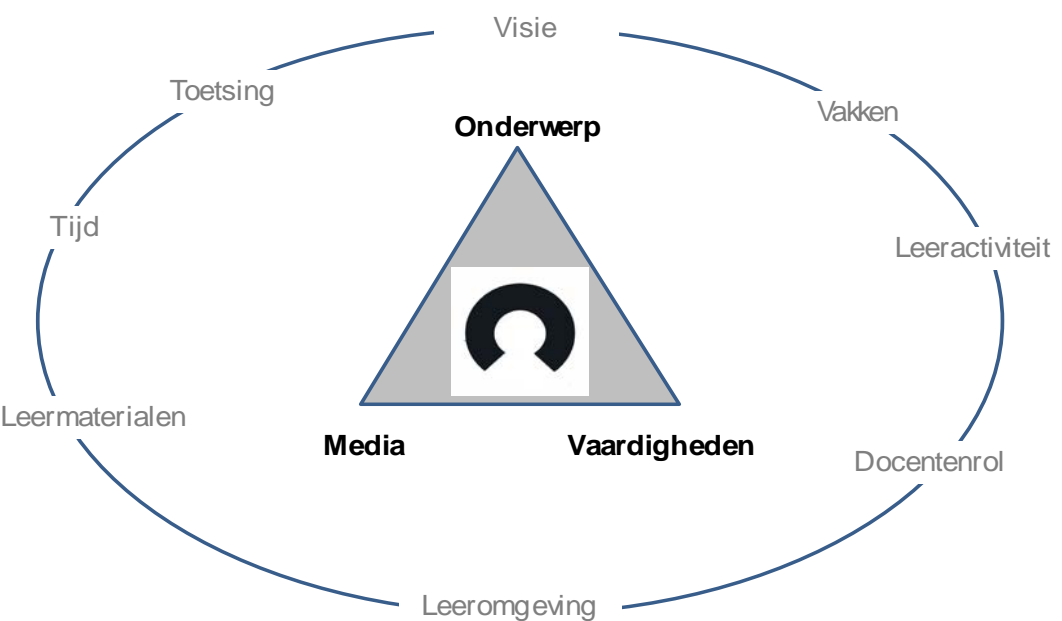 Visie
Toetsing
Vakken
Onderwerp
Tijd
Leeractiviteit
Leermaterialen
Media
Vaardigheden
Docentenrol
Leeromgeving